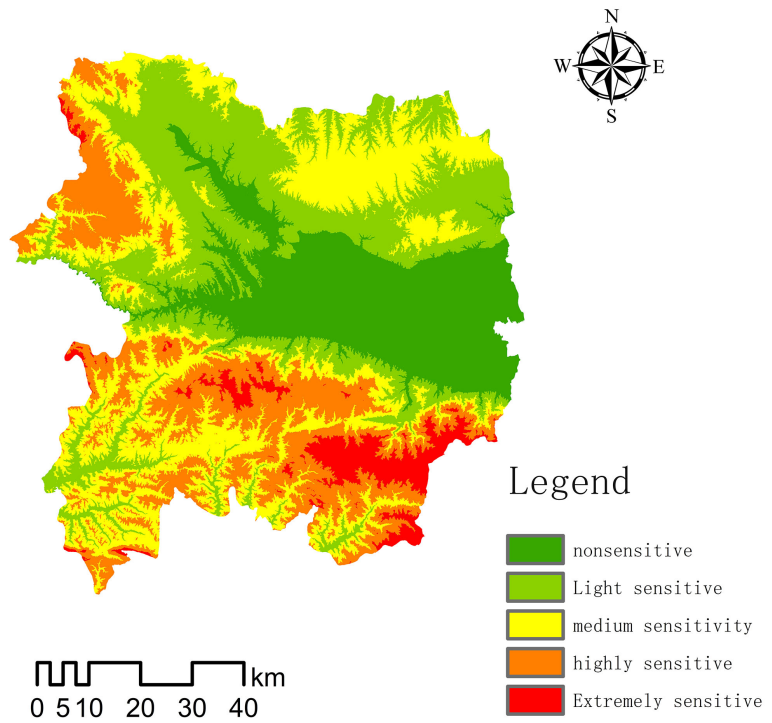 N
W E
S
Legend
nonsensitive
Light sensitive
medium sensitivity
highly sensitive
Extremely sensitive
km
0 5 10 20 30 40